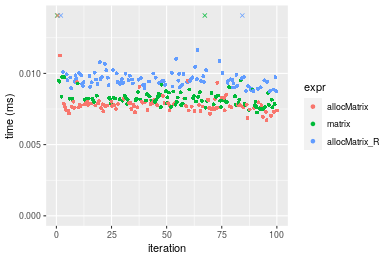 0.010
0.005
0.000
time (ms)
0
25
50
75
100
iteration
expr
allocMatrix
matrix
allocMatrix_R